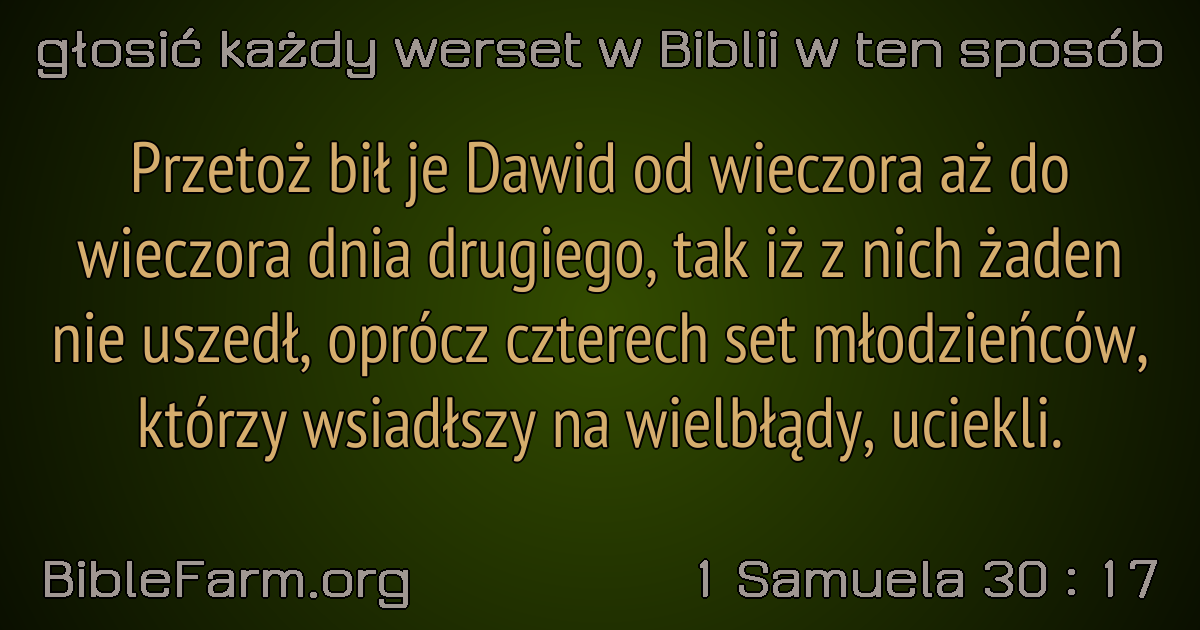 głosić każdy werset w Biblii w ten sposób
Przetoż bił je Dawid od wieczora aż do
wieczora dnia drugiego, tak iż z nich żaden
nie uszedł, oprócz czterech set młodzieńców,
którzy wsiadłszy na wielbłądy, uciekli.
BibleFarm.org
1 Samuela 30 : 17